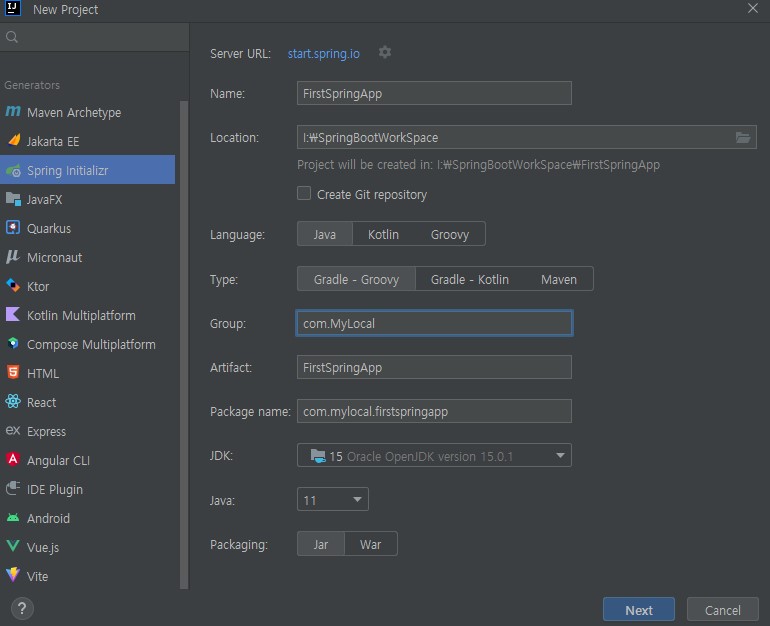 New Project
Generators
Maven Archetype
Jakarta EE
Spring Initializr
JavaFX
Quarkus
Micronaut
Ktor
Kotlin Multiplatform
Compose Multiplatform
HTML
React
Express
Angular CLI
IDE Plugin
Android
Vue.js
Vite
Server URL: start.spring.io
Name: FirstSpringApp
Location: I:₩SpringBootWorkSpace
Project will be created in: I:₩SpringBootWorkSpace₩FirstSpringApp
Create Git repository
Language: Java Kotlin Groovy
Type: Gradle - Groovy Gradle - Kotlin Maven
Group: com.MyLocal
Artifact: FirstSpringApp
Package name: com.mylocal.firstspringapp
JDK: 15 Oracle OpenJDK version 15.0.1
Java: 11
Packaging: Jar War
? Next Cancel